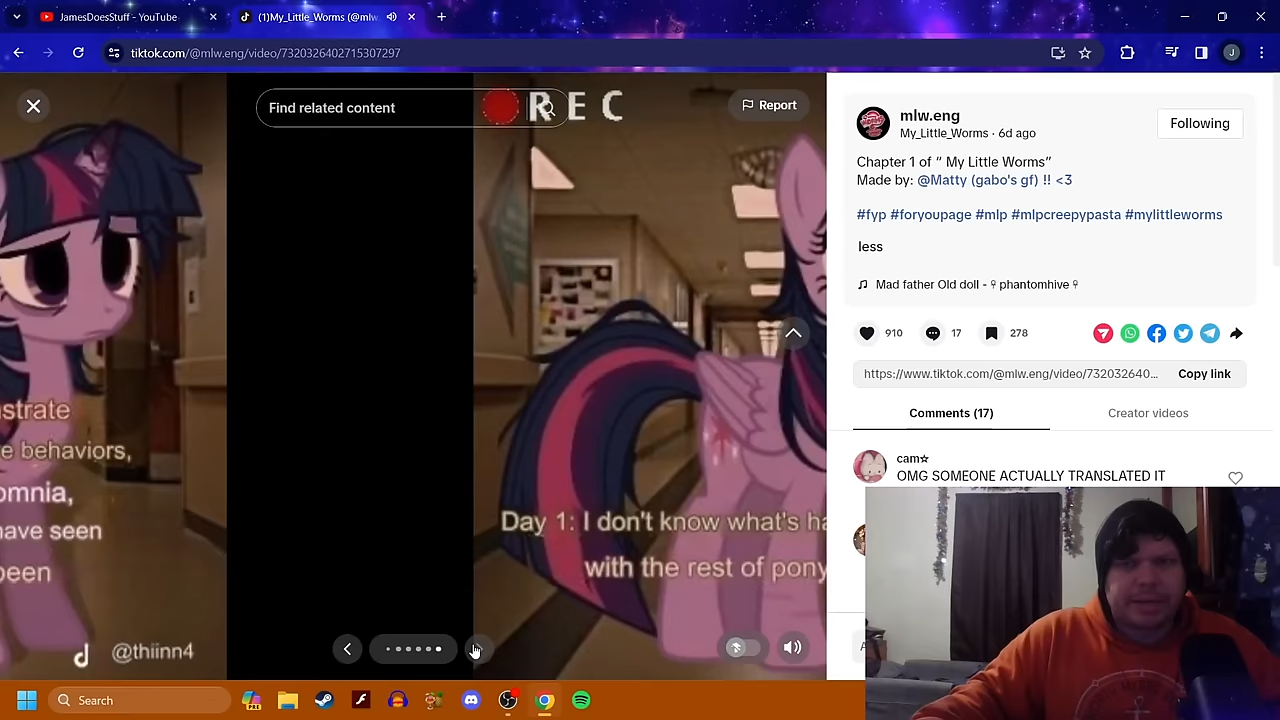 JamesDoesStuff - YouTube
(1)My_Little_Worms (@mlw
tiktok.com/@mlw.eng/video/7320326402715307297
J
Find related content
REC
Report
mlw.eng
My_Little_Worms · 6d ago
Following
Chapter 1 of “ My Little Worms”
Made by: @Matty (gabo's gf) !! <3
#fyp #foryoupage #mlp #mlpcreepypasta #mylittleworms
less
Mad father Old doll - ♀ phantomhive ♀
910
17
278
https://www.tiktok.com/@mlw.eng/video/732032640...
Copy link
Comments (17)
Creator videos
cam☆
OMG SOMEONE ACTUALLY TRANSLATED IT
strate
e behaviors,
omnia,
have seen
een
@thiinn4
Day 1: I don't know what's ha
with the rest of pony
Search
PRE